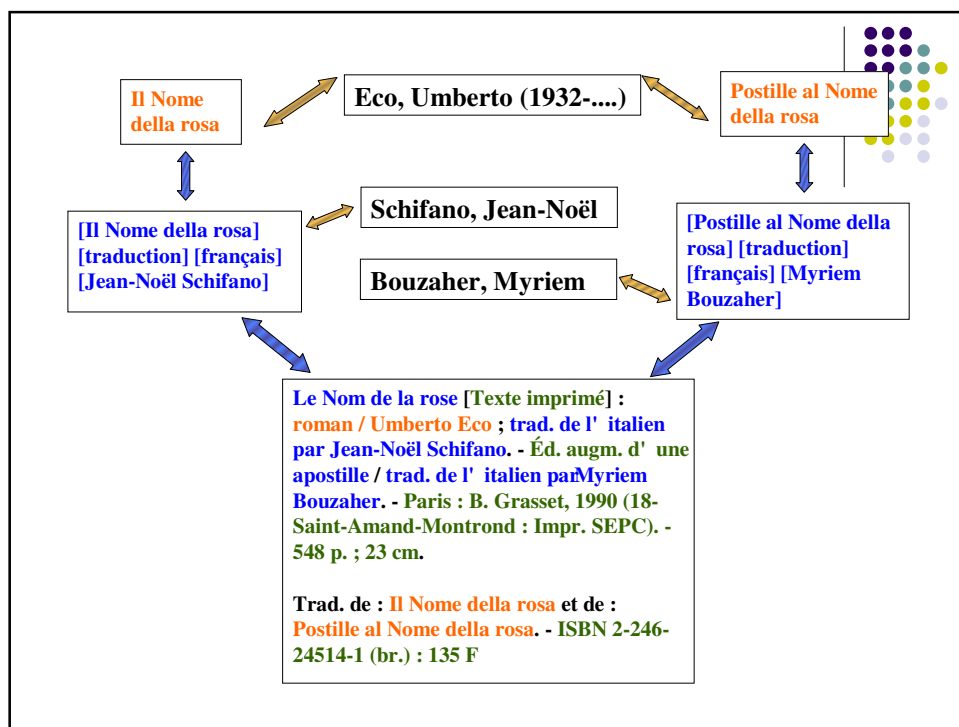 Il Nome
della rosa
Eco, Umberto (1932-....)
Postille al Nome
della rosa
[Il Nome della rosa]
[traduction] [français]
[Jean-Noël Schifano]
Schifano, Jean-Noël
Bouzaher, Myriem
[Postille al Nome della
rosa] [traduction]
[français] [Myriem
Bouzaher]
Le Nom de la rose [Texte imprimé] :
roman / Umberto Eco ; trad. de l' italien
par Jean-Noël Schifano. - Éd. augm. d' une
apostille / trad. de l' italien parMyriem
Bouzaher. - Paris : B. Grasset, 1990 (18-
Saint-Amand-Montrond : Impr. SEPC). -
548 p. ; 23 cm.
Trad. de : Il Nome della rosa et de :
Postille al Nome della rosa. - ISBN 2-246-
24514-1 (br.) : 135 F